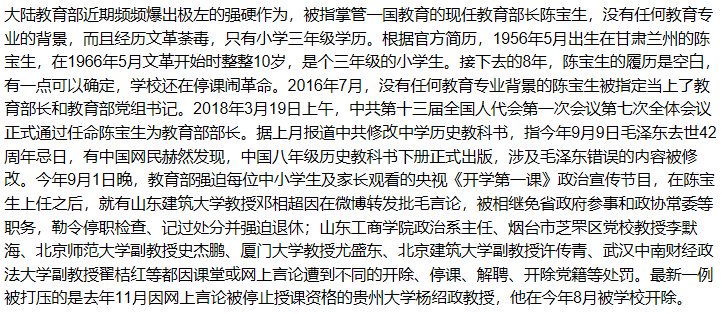 大陆教育部近期频频爆出极左的强硬作为，被指掌管一国教育的现任教育部长陈宝生，没有任何教育专
业的背景，而且经历文革荼毒，只有小学三年级学历。根据官方简历，1956年5月出生在甘肃兰州的陈
宝生，在1966年5月文革开始时整整10岁，是个三年级的小学生。接下去的8年，陈宝生的履历是空白，
有一点可以确定，学校还在停课闹革命。2016年7月，没有任何教育专业背景的陈宝生被指定当上了教
育部长和教育部党组书记。2018年3月19日上午，中共第十三届全国人代会第一次会议第七次全体会议
正式通过任命陈宝生为教育部部长。据上月报道中共修改中学历史教科书，指今年9月9日毛泽东去世42
周年忌日，有中国网民赫然发现，中国八年级历史教科书下册正式出版，涉及毛泽东错误的内容被修
改。今年9月1日晚，教育部强迫每位中小学生及家长观看的央视《开学第一课》政治宣传节目，在陈宝
生上任之后，就有山东建筑大学教授邓相超因在微博转发批毛言论，被相继免省政府参事和政协常委等
职务，勒令停职检查、记过处分并强迫退休；山东工商学院政治系主任、烟台市芝罘区党校教授李默
海、北京师范大学副教授史杰鹏、厦门大学教授尤盛东、北京建筑大学副教授许传青、武汉中南财经政
法大学副教授翟桔红等都因课堂或网上言论遭到不同的开除、停课、解聘、开除党籍等处罚。最新一例
被打压的是去年11月因网上言论被停止授课资格的贵州大学杨绍政教授，他在今年8月被学校开除。